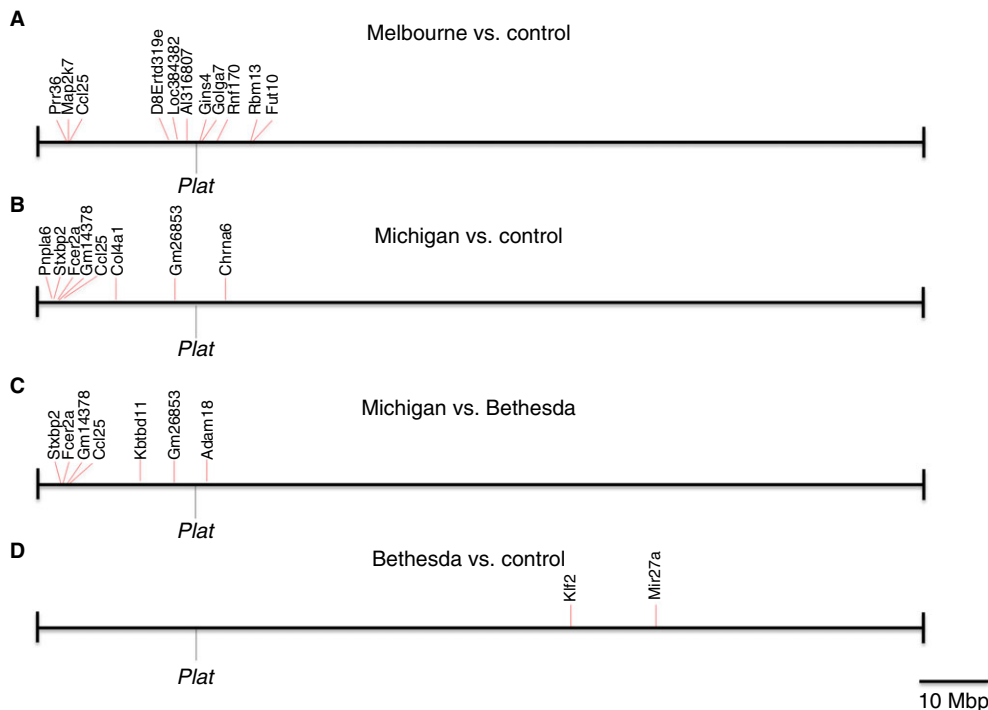 A
Melbourne vs. control
Prr36
Map2k7
Ccl25
D8Ertd319e
Loc384382
AI316807
Gins4
Golga7
Rnf170
Rbm13
Fut10
Plat
B
Michigan vs. control
Pnpla6
Stxbp2
Fcer2a
Gm14378
Ccl25
Col4a1
Gm26853
Chrna6
Plat
C
Michigan vs. Bethesda
Stxbp2
Fcer2a
Gm14378
Ccl25
Kbtbd11
Gm26853
Adam18
Plat
D
Bethesda vs. control
Klf2
Mir27a
Plat
10 Mbp